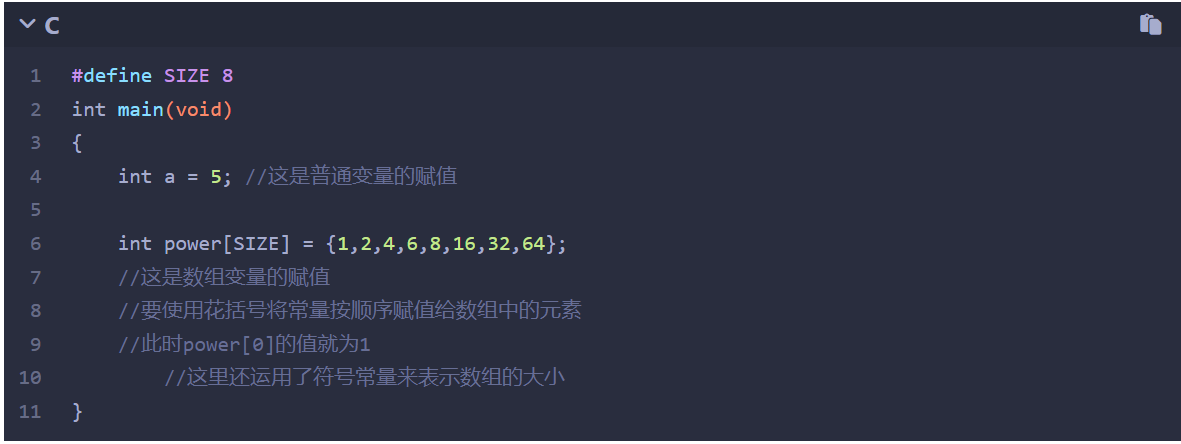 C
1 #define SIZE 8
2 int main(void)
3 {
4     int a = 5; //这是普通变量的赋值
5
6     int power[SIZE] = {1,2,4,6,8,16,32,64};
7     //这是数组变量的赋值
8     //要使用花括号将常量按顺序赋值给数组中的元素
9     //此时power[0]的值就为1
10         //这里还运用了符号常量来表示数组的大小
11 }